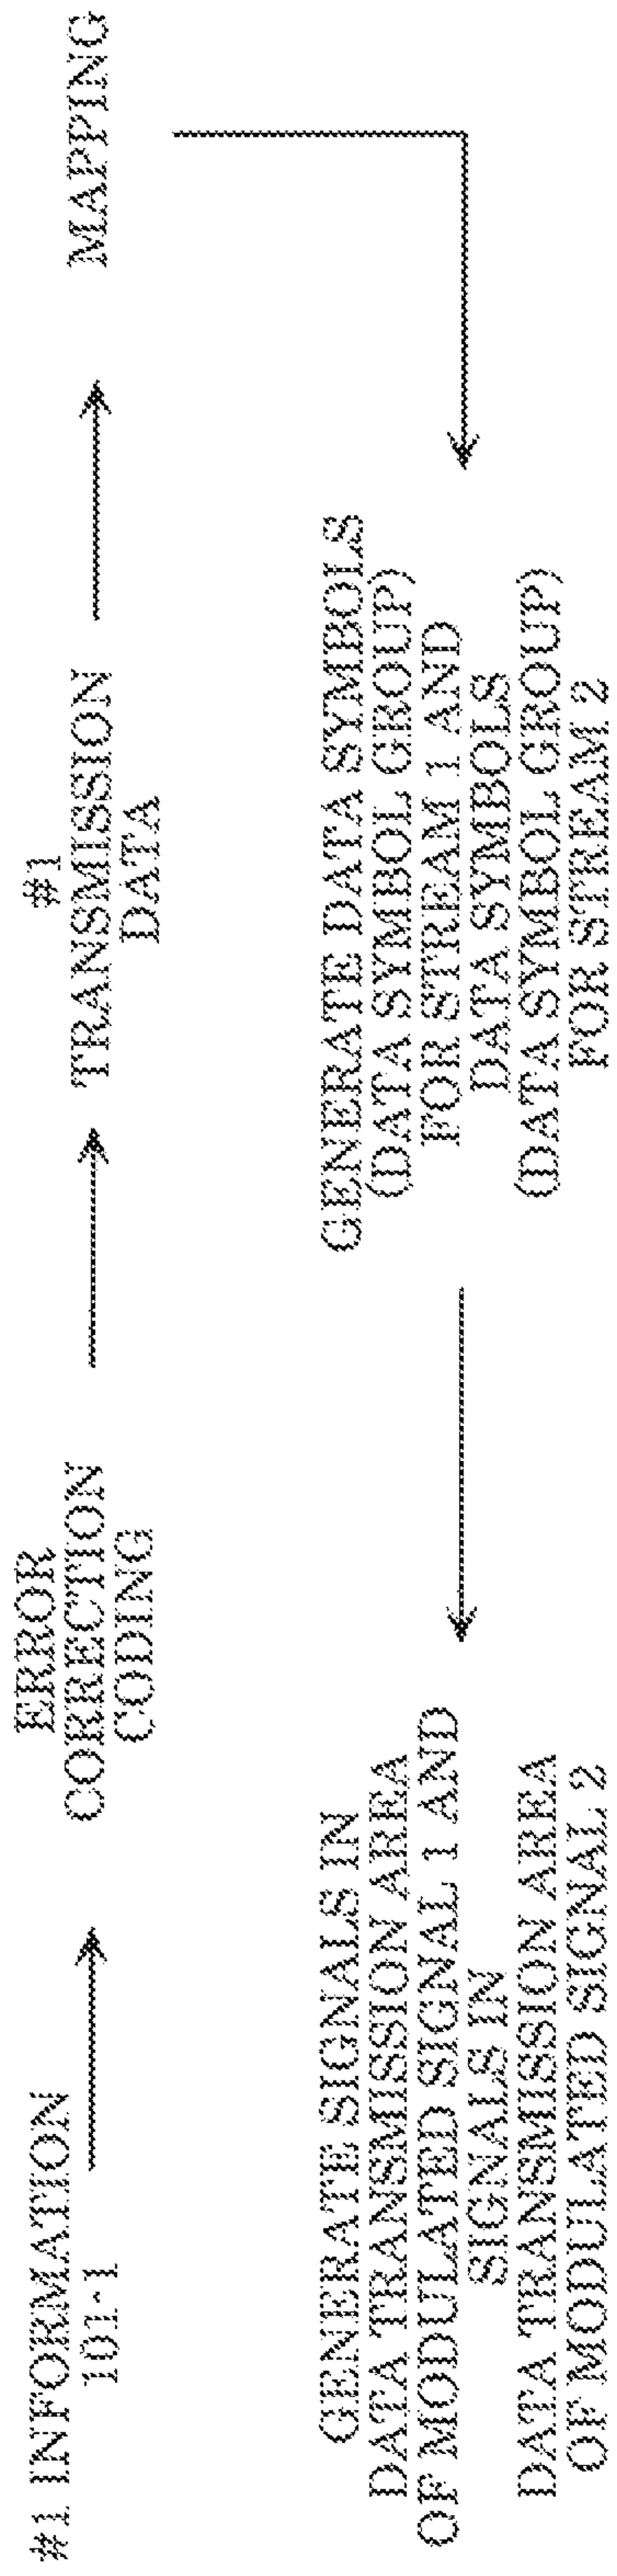 #1 INFORMATION
101-1
ERROR
CORRECTION
CODING
#1
TRANSMISSION
DATA
MAPPING
GENERATE DATA SYMBOLS
(DATA SYMBOL GROUP)
FOR STREAM 1 AND
DATA SYMBOLS
(DATA SYMBOL GROUP)
FOR STREAM 2
GENERATE SIGNALS IN
DATA TRANSMISSION AREA
OF MODULATED SIGNAL 1 AND
SIGNALS IN
DATA TRANSMISSION AREA
OF MODULATED SIGNAL 2